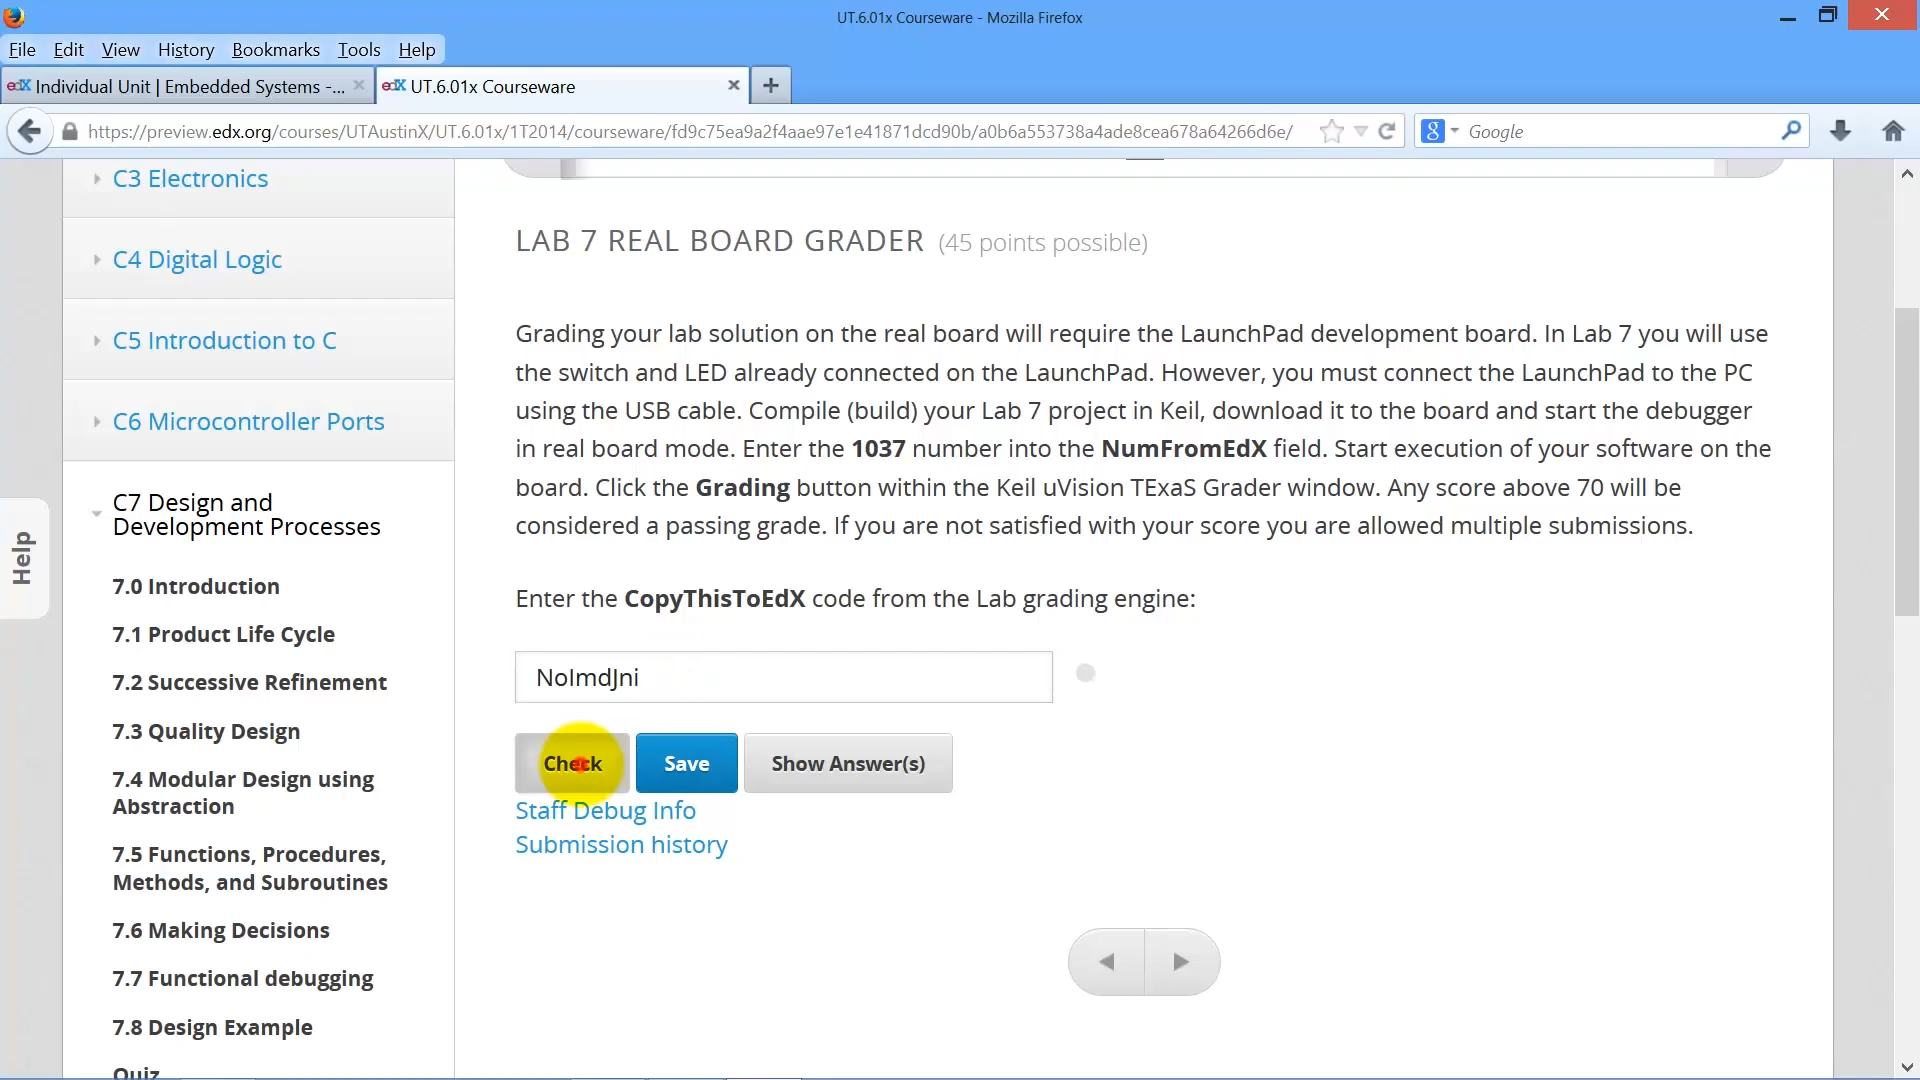 UT.6.01x Courseware - Mozilla Firefox
File Edit View History Bookmarks Tools Help
edX Individual Unit | Embedded Systems -...
edX UT.6.01x Courseware
https://preview.edx.org/courses/UTAustinX/UT.6.01x/1T2014/courseware/fd9c75ea9a2f4aae97e1e41871dcd90b/a0b6a553738a4ade8cea678a64266d6e/
8 Google
C3 Electronics
C4 Digital Logic
C5 Introduction to C
C6 Microcontroller Ports
C7 Design and
Development Processes
7.0 Introduction
7.1 Product Life Cycle
7.2 Successive Refinement
7.3 Quality Design
7.4 Modular Design using
Abstraction
7.5 Functions, Procedures,
Methods, and Subroutines
7.6 Making Decisions
7.7 Functional debugging
7.8 Design Example
Quiz
Help
LAB 7 REAL BOARD GRADER (45 points possible)
Grading your lab solution on the real board will require the LaunchPad development board. In Lab 7 you will use
the switch and LED already connected on the LaunchPad. However, you must connect the LaunchPad to the PC
using the USB cable. Compile (build) your Lab 7 project in Keil, download it to the board and start the debugger
in real board mode. Enter the 1037 number into the NumFromEdX field. Start execution of your software on the
board. Click the Grading button within the Keil uVision TExaS Grader window. Any score above 70 will be
considered a passing grade. If you are not satisfied with your score you are allowed multiple submissions.
Enter the CopyThisToEdX code from the Lab grading engine:
NoImdJni
Check Save Show Answer(s)
Staff Debug Info
Submission history